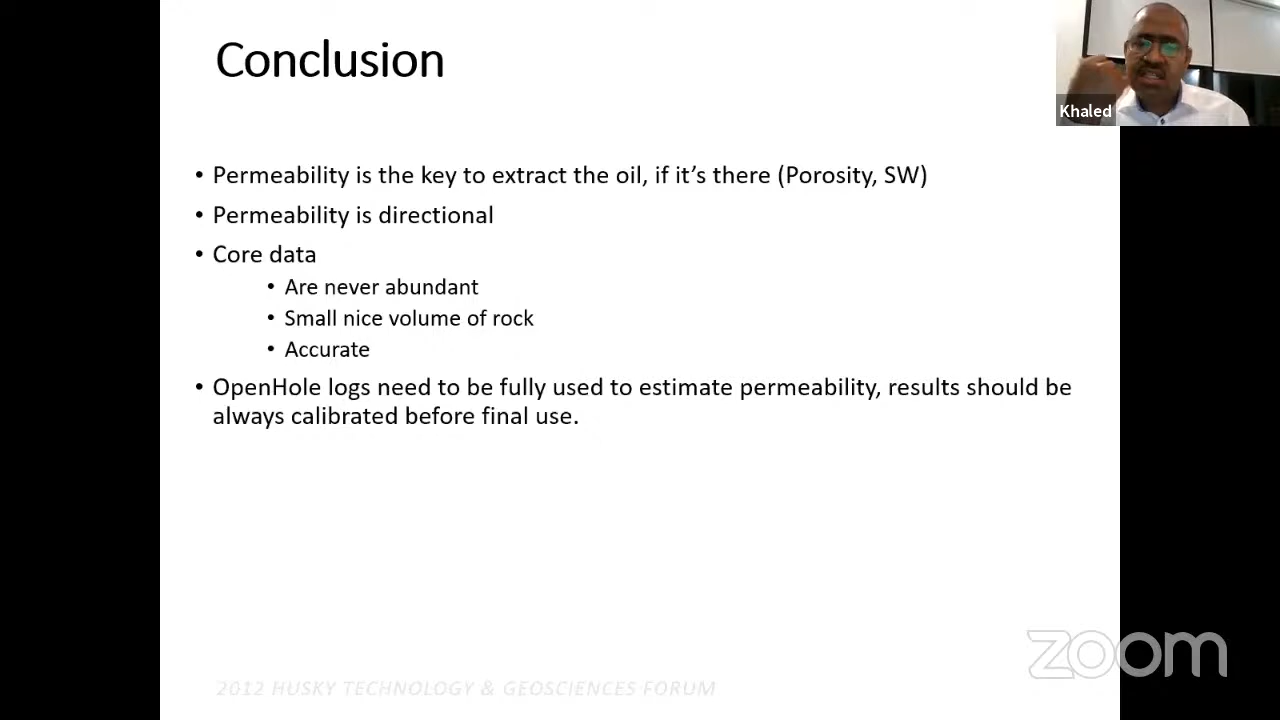 Conclusion
Khaled
• Permeability is the key to extract the oil, if it’s there (Porosity, SW)
• Permeability is directional
• Core data
• Are never abundant
• Small nice volume of rock
• Accurate
• OpenHole logs need to be fully used to estimate permeability, results should be
always calibrated before final use.
zoom
2012 HUSKY TECHNOLOGY & GEOSCIENCES FORUM